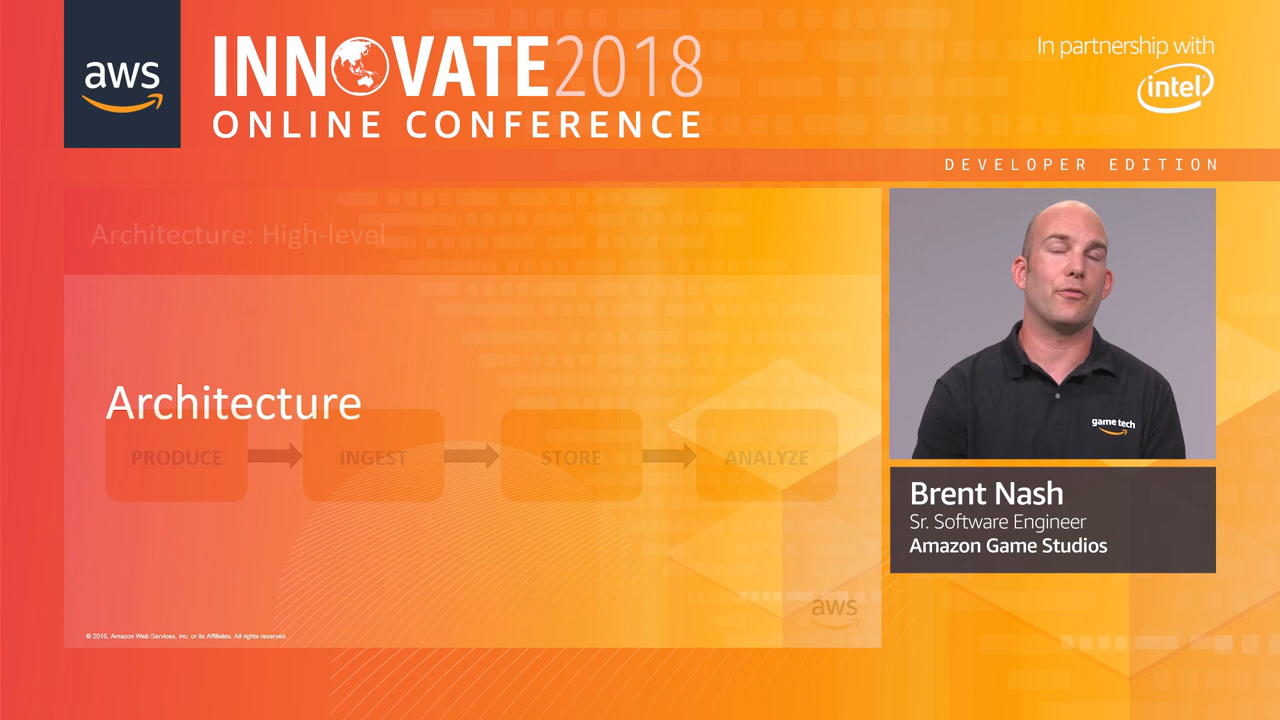 aws
INNOVATE2018
ONLINE CONFERENCE
In partnership with
intel
DEVELOPER EDITION
Architecture: High-level
Architecture
PRODUCE
INGEST
STORE
ANALYZE
aws
© 2018, Amazon Web Services, Inc. or its Affiliates. All rights reserved.
game tech
Brent Nash
Sr. Software Engineer
Amazon Game Studios